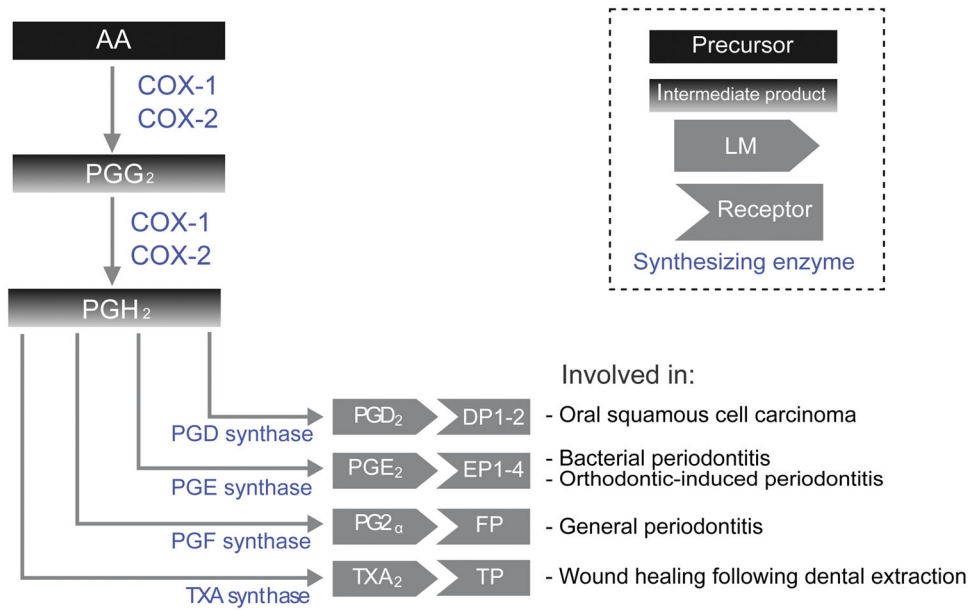 AA
COX-1
COX-2
PGG₂
COX-1
COX-2
PGH₂
Precursor
Intermediate product
LM
Receptor
Synthesizing enzyme
Involved in:
PGD synthase
PGD₂
DP1-2
- Oral squamous cell carcinoma
PGE synthase
PGE₂
EP1-4
- Bacterial periodontitis
- Orthodontic-induced periodontitis
PGF synthase
PG2α
FP
- General periodontitis
TXA synthase
TXA₂
TP
- Wound healing following dental extraction